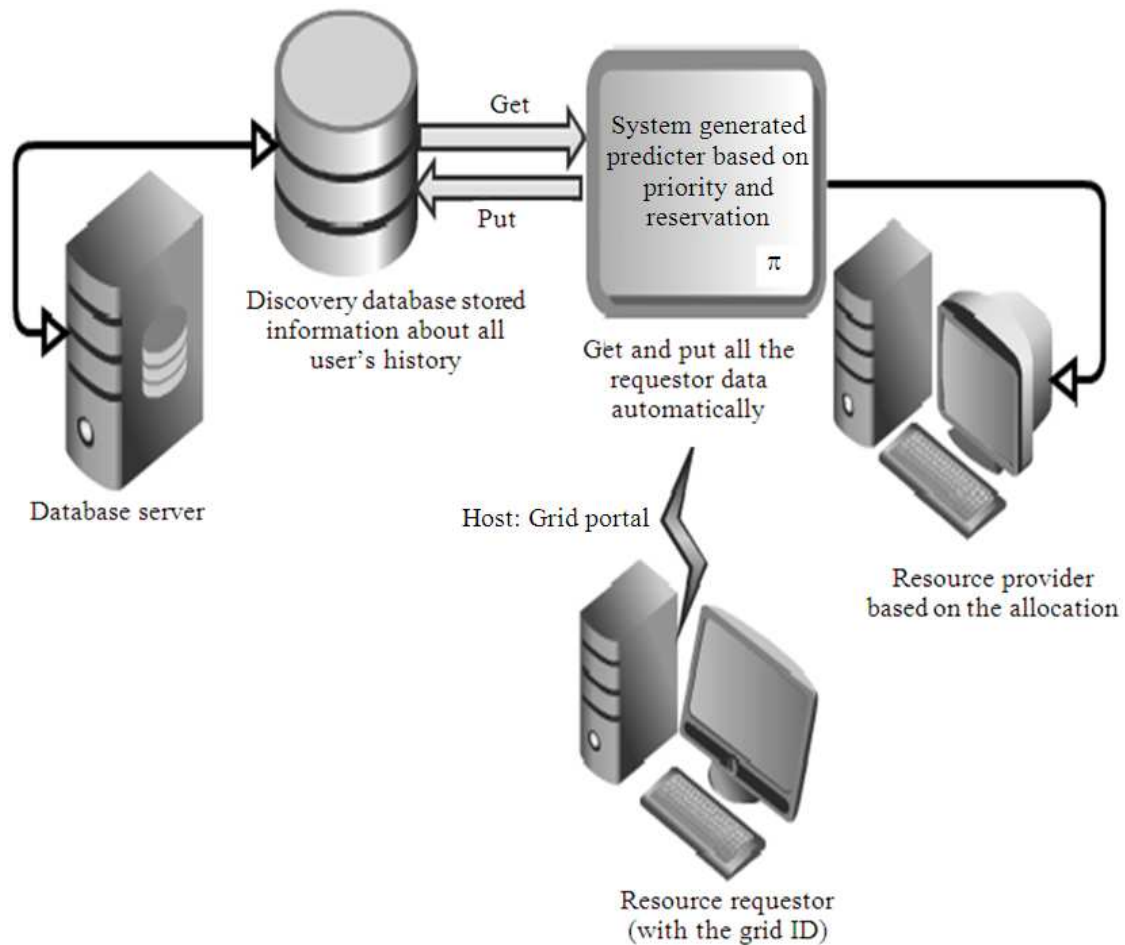 Get
System generated
predicter based on
priority and
reservation
π
Put
Discovery database stored
information about all
user's history
Get and put all the
requestor data
automatically
Database server
Host: Grid portal
Resource provider
based on the allocation
Resource requestor
(with the grid ID)